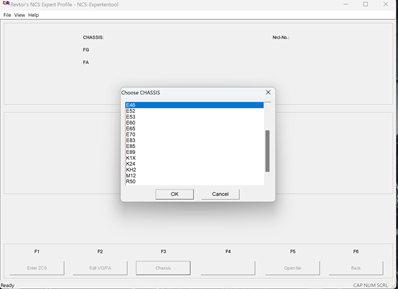 Revtor's NCS Expert Profile - NCS-Expertentool
File View Help
CHASSIS:
Nrcl-No.:
FG
FA
Choose CHASSIS
E46
E52
E53
E60
E65
E70
E83
E85
E89
K1X
K24
KH2
M12
R50
OK
Cancel
F1 F2 F3 F4 F5 F6
Enter ZCS
Edit VIS/FA
Chassis
Open file
Back
Ready
CAP NUM SCRL